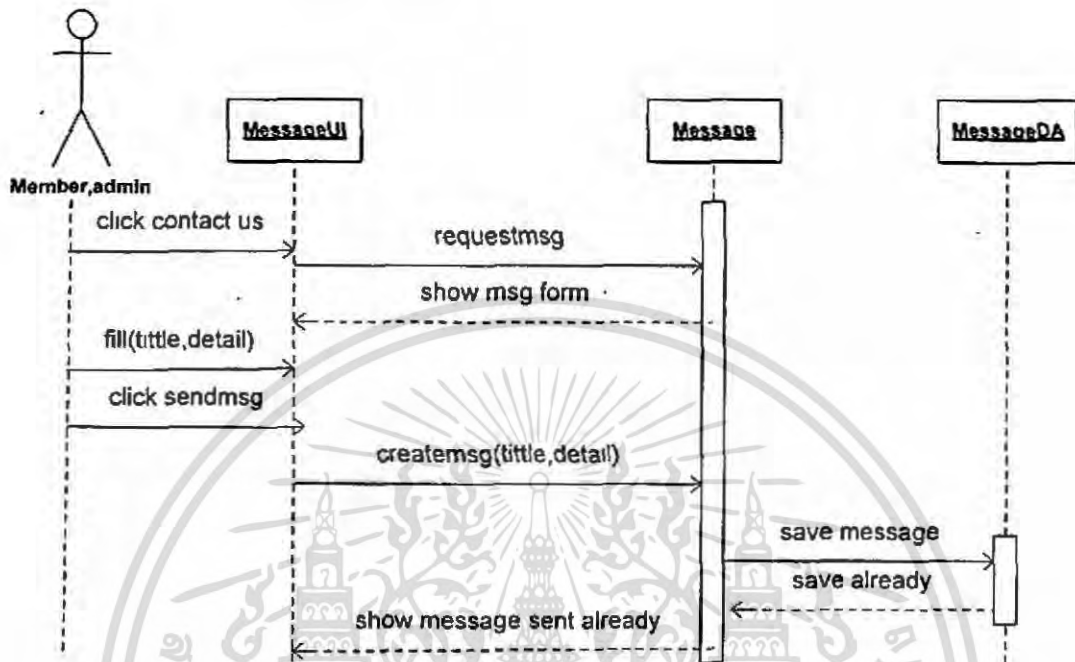 MessageUI
Message
MessageDA
Member,admin
click contact us
requestmsg
show msg form
fill(tittle,detail)
click sendmsg
createmsg(tittle,detail)
save message
save already
show message sent already